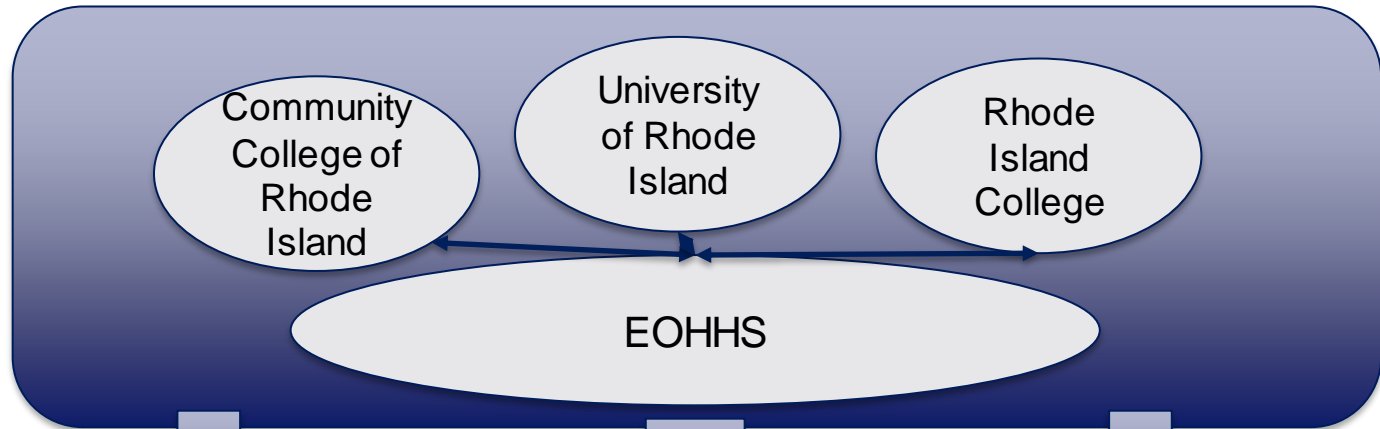 Community
College of
Rhode
Island
University
of Rhode
Island
Rhode
Island
College
EOHHS